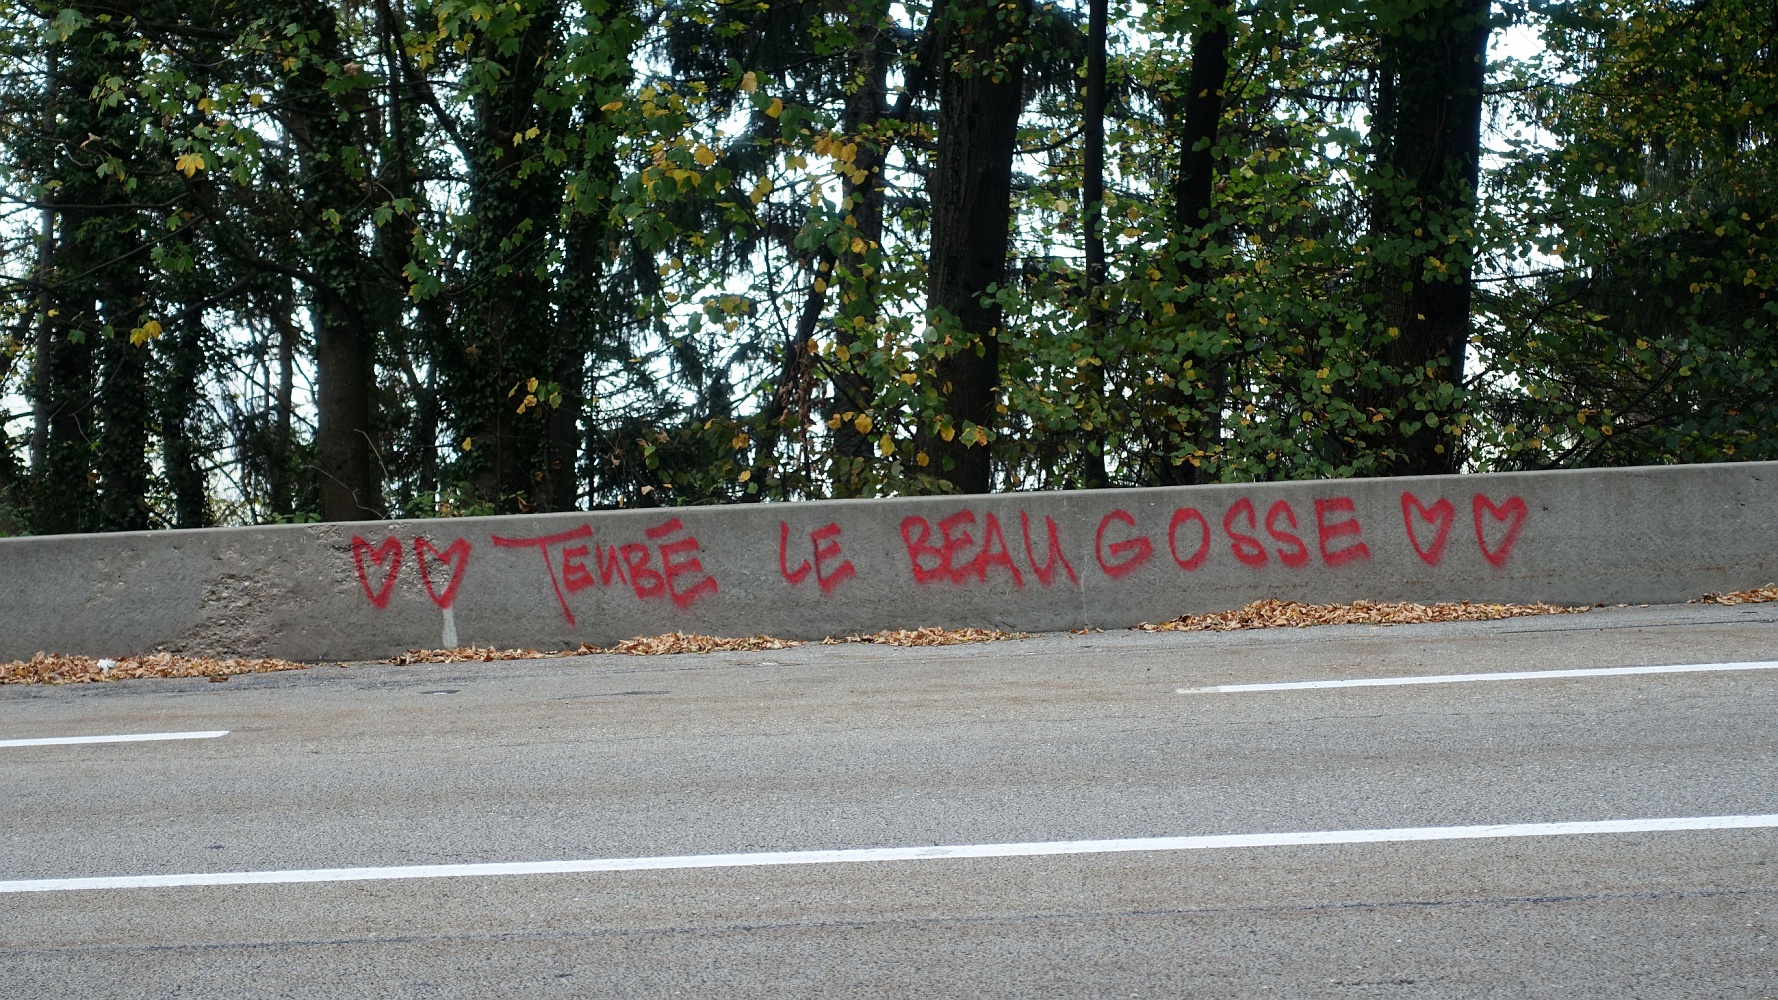 ♡♡ TEUBÉ LE BEAU GOSSE ♡♡